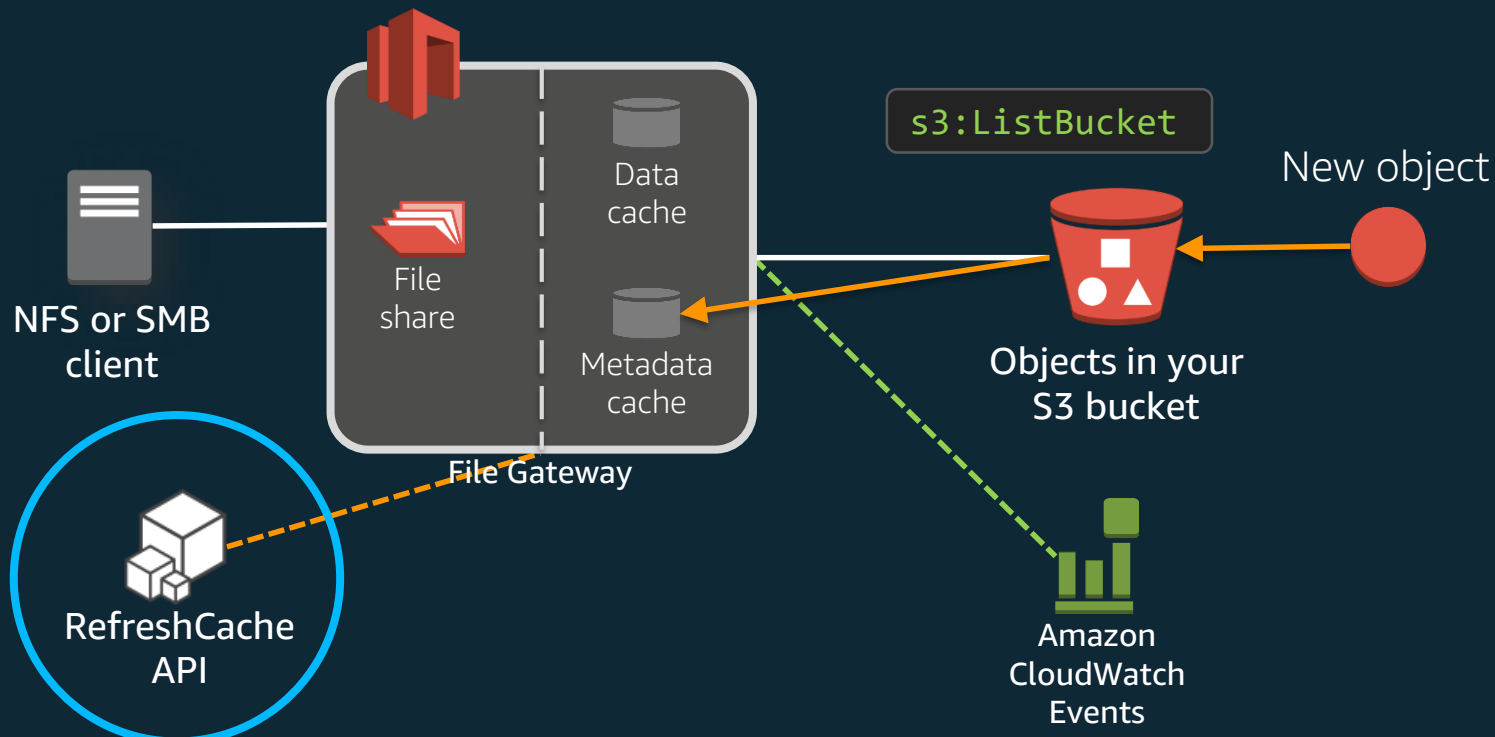 s3:ListBucket
New object
Data
cache
File
share
NFS or SMB
client
Metadata
cache
Objects in your
S3 bucket
File Gateway
RefreshCache
API
Amazon
CloudWatch
Events